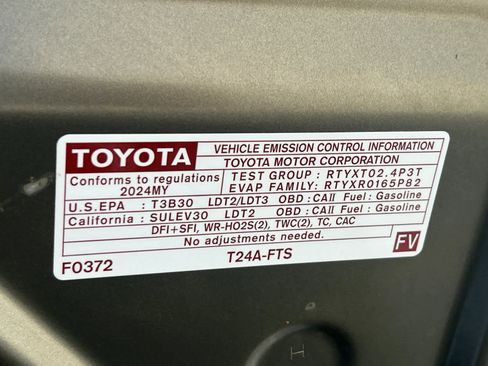 TOYOTA
VEHICLE EMISSION CONTROL INFORMATION
TOYOTA MOTOR CORPORATION
Conforms to regulations
2024MY
TEST GROUP : RTYXT02.4P3T
EVAP FAMILY: RTYXR0165P82
U.S.EPA : T3B30 LDT2/LDT3 OBD : CAII Fuel : Gasoline
California : SULEV30 LDT2 OBD : CAII Fuel : Gasoline
DFI+SFI, WR-HO2S(2), TWC(2), TC, CAC
No adjustments needed.
FV
F0372
T24A-FTS
H